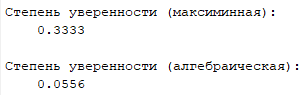 Степень уверенности (максиминная):
0.3333
Степень уверенности (алгебраическая):
0.0556